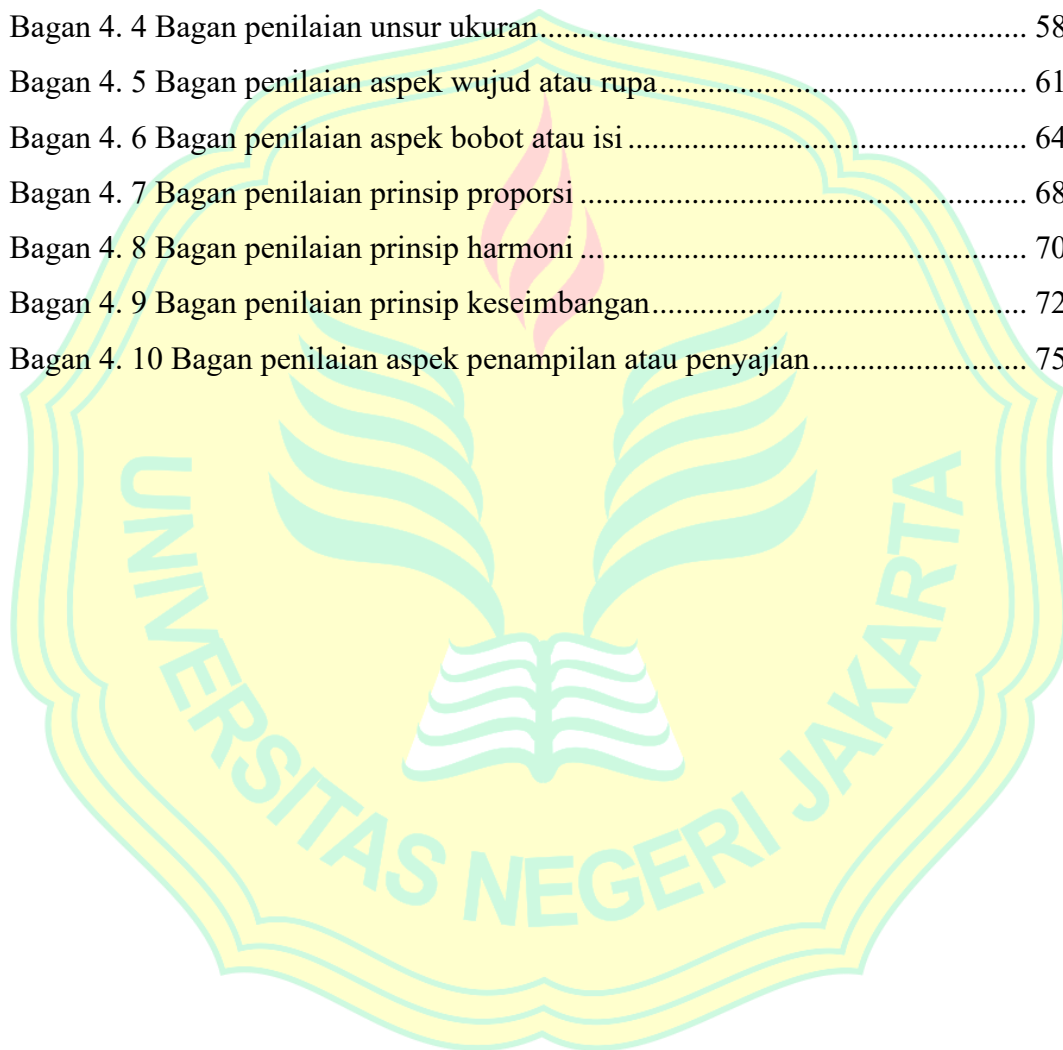 Bagan 4. 4 Bagan penilaian unsur ukuran.......................................................................... 58
Bagan 4. 5 Bagan penilaian aspek wujud atau rupa......................................................... 61
Bagan 4. 6 Bagan penilaian aspek bobot atau isi ............................................................. 64
Bagan 4. 7 Bagan penilaian prinsip proporsi .................................................................... 68
Bagan 4. 8 Bagan penilaian prinsip harmoni .................................................................... 70
Bagan 4. 9 Bagan penilaian prinsip keseimbangan.......................................................... 72
Bagan 4. 10 Bagan penilaian aspek penampilan atau penyajian................................... 75
UNIVERSITAS NEGERI JAKARTA